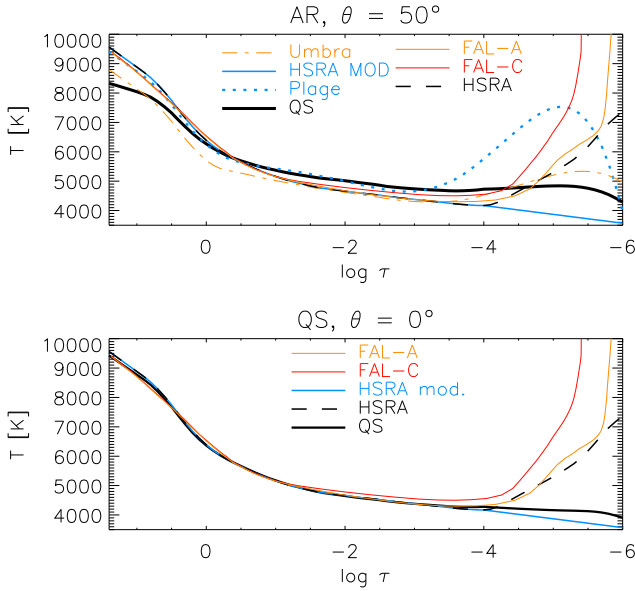 AR, θ = 50°
10000
9000
8000
7000
6000
5000
4000
T [K]
Umbra
HSRA MOD
Plage
QS
FAL-A
FAL-C
HSRA
0
-2
-4
-6
log τ
QS, θ = 0°
10000
9000
8000
7000
6000
5000
4000
T [K]
FAL-A
FAL-C
HSRA mod.
HSRA
QS
0
-2
-4
-6
log τ